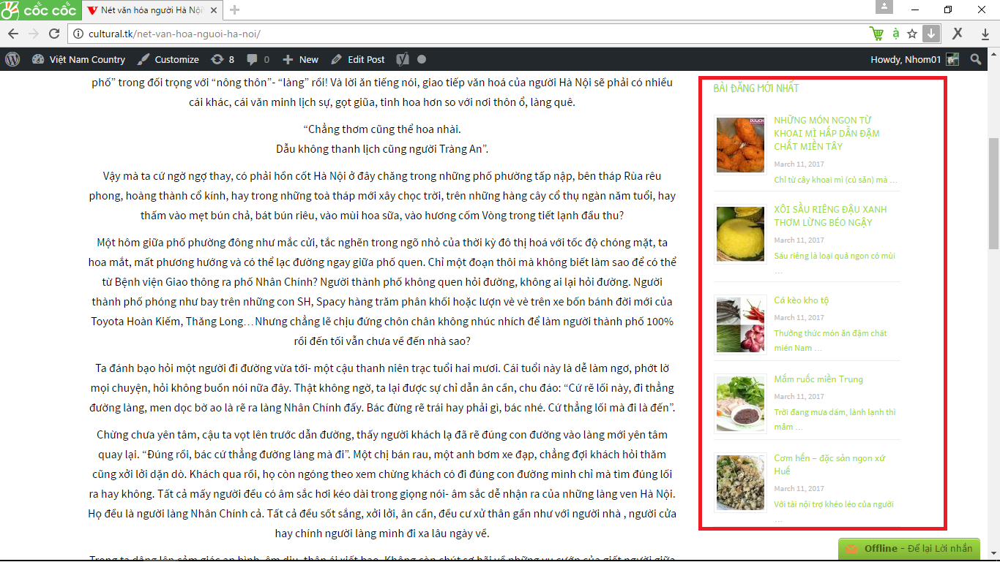 cốc cốc
Nét văn hóa người Hà Nội
cultural.tk/net-van-hoa-nguoi-ha-noi/
Việt Nam Country
Customize
8
0
New
Edit Post
Howdy, Nhom01
phố” trong đối trọng với “nông thôn”- “làng” rồi! Và lời ăn tiếng nói, giao tiếp văn hoá của người Hà Nội sẽ phải có nhiều
cái khác, cái văn minh lịch sự, gọt giũa, tinh hoa hơn so với nơi thôn ổ, làng quê.
“Chẳng thơm cũng thể hoa nhài.
Dẫu không thanh lịch cũng người Tràng An”.
Vậy mà ta cứ ngờ ngợ thay, có phải hồn cốt Hà Nội ở đây chăng trong những phố phường tấp nập, bên tháp Rùa rêu
phong, hoàng thành cổ kính, hay trong những toà tháp mới xây chọc trời, trên những hàng cây cổ thụ ngàn năm tuổi, hay
thấm vào mẹt bún chả, bát bún riêu, vào mùi hoa sữa, vào hương cốm Vòng trong tiết lạnh đầu thu?
Một hôm giữa phố phường đông như mắc cửi, tắc nghẽn trong ngõ nhỏ của thời kỳ đô thị hoá với tốc độ chóng mặt, ta
hoa mắt, mất phương hướng và có thể lạc đường ngay giữa phố quen. Chỉ một đoạn thôi mà không biết làm sao để có thể
từ Bệnh viện Giao thông ra phố Nhân Chính? Người thành phố không quen hỏi đường, không ai lại hỏi đường. Người
thành phố phóng như bay trên những con SH, Spacy hàng trăm phân khối hoặc lượn vè vè trên xe bốn bánh đời mới của
Toyota Hoàn Kiếm, Thăng Long…Nhưng chẳng lẽ chịu đứng chôn chân không nhúc nhích để làm người thành phố 100%
rồi đến tối vẫn chưa về đến nhà sao?
Ta đánh bạo hỏi một người đi đường vừa tới- một cậu thanh niên trạc tuổi hai mươi. Cái tuổi này là dễ làm ngơ, phớt lờ
mọi chuyện, hỏi không buồn nói nữa đây. Thật không ngờ, ta lại được sự chỉ dẫn ân cần, chu đáo: “Cứ rẽ lối này, đi thẳng
đường làng, men dọc bờ ao là rẽ ra làng Nhân Chính đấy. Bác đừng rẽ trái hay phải gì, bác nhé. Cứ thẳng lối mà đi là đến”.
Chừng chưa yên tâm, cậu ta vọt lên trước dẫn đường, thấy người khách lạ đã rẽ đúng con đường vào làng mới yên tâm
quay lại. “Đúng rồi, bác cứ thẳng đường làng mà đi”. Một chị bán rau, một anh bơm xe đạp, chẳng đợi khách hỏi thăm
cũng xởi lởi dặn dò. Khách qua rồi, họ còn ngóng theo xem chừng khách có đi đúng con đường mình chỉ mà tìm đúng lối
ra hay không. Tất cả mấy người đều có âm sắc hơi kéo dài trong giọng nói- âm sắc dễ nhận ra của những làng ven Hà Nội.
Họ đều là người làng Nhân Chính cả. Tất cả đều sốt sắng, xởi lởi, ân cần, đều cư xử thân gần như với người nhà , người cửa
hay chính người làng mình đi xa lâu ngày về.
Trong ta dâng lên cảm giác an bình, êm dịu, thân ái xiết bao. Không còn chút sợ hãi về những vụ cướp của giết người giữa
BÀI ĐĂNG MỚI NHẤT
DULICH
NHỮNG MÓN NGON TỪ
KHOAI MÌ HẤP DẪN ĐẬM
CHẤT MIỀN TÂY
March 11, 2017
Chỉ từ cây khoai mì (củ sắn) mà …
XÔI SẦU RIÊNG ĐẬU XANH
THƠM LỪNG BÉO NGẬY
March 11, 2017
Sầu riêng là loại quả ngon có mùi
…
Cá kèo kho tộ
March 11, 2017
Thưởng thức món ăn đậm chất
miền Nam …
Mắm ruốc miền Trung
March 11, 2017
Trời đang mưa dầm, lành lạnh thì
mắm …
Cơm hến – đặc sản ngon xứ
Huế
March 11, 2017
Với tài nội trợ khéo léo của người
…
Offline - Để lại Lời nhắn